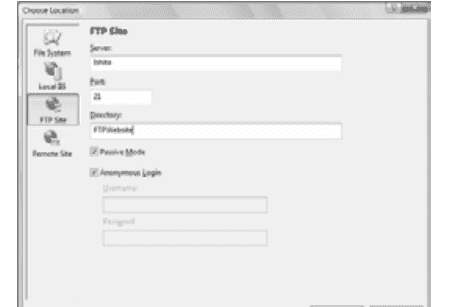 Choose Location
File System
Local IIS
FTP Site
Remote Site
FTP Site
Server:
Port:
21
Directory:
FTPWebsite
Passive Mode
Anonymous Login
Username:
Password: